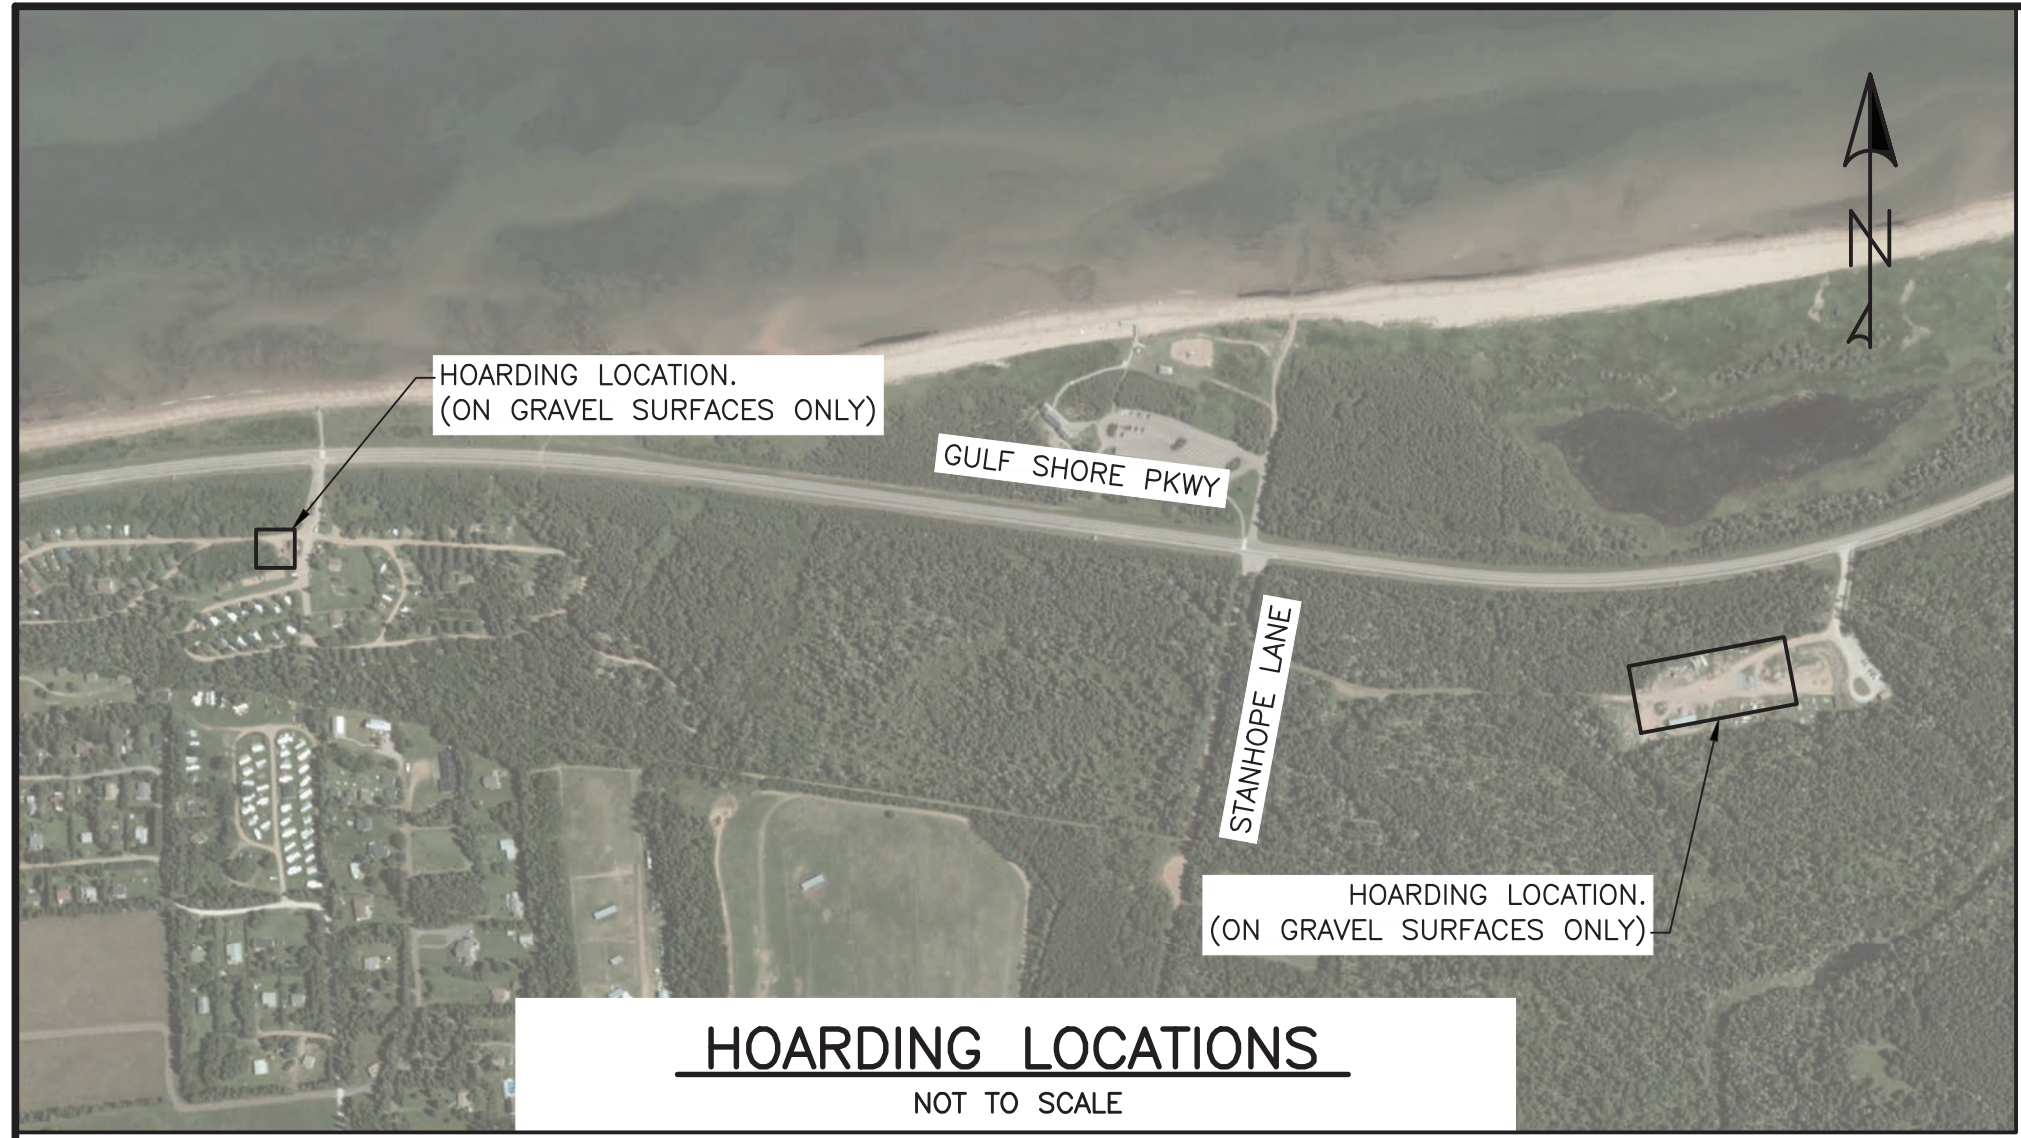 N
HOARDING LOCATION.
(ON GRAVEL SURFACES ONLY)
GULF SHORE PKWY
STANHOPE LANE
HOARDING LOCATION.
(ON GRAVEL SURFACES ONLY)
HOARDING LOCATIONS
NOT TO SCALE